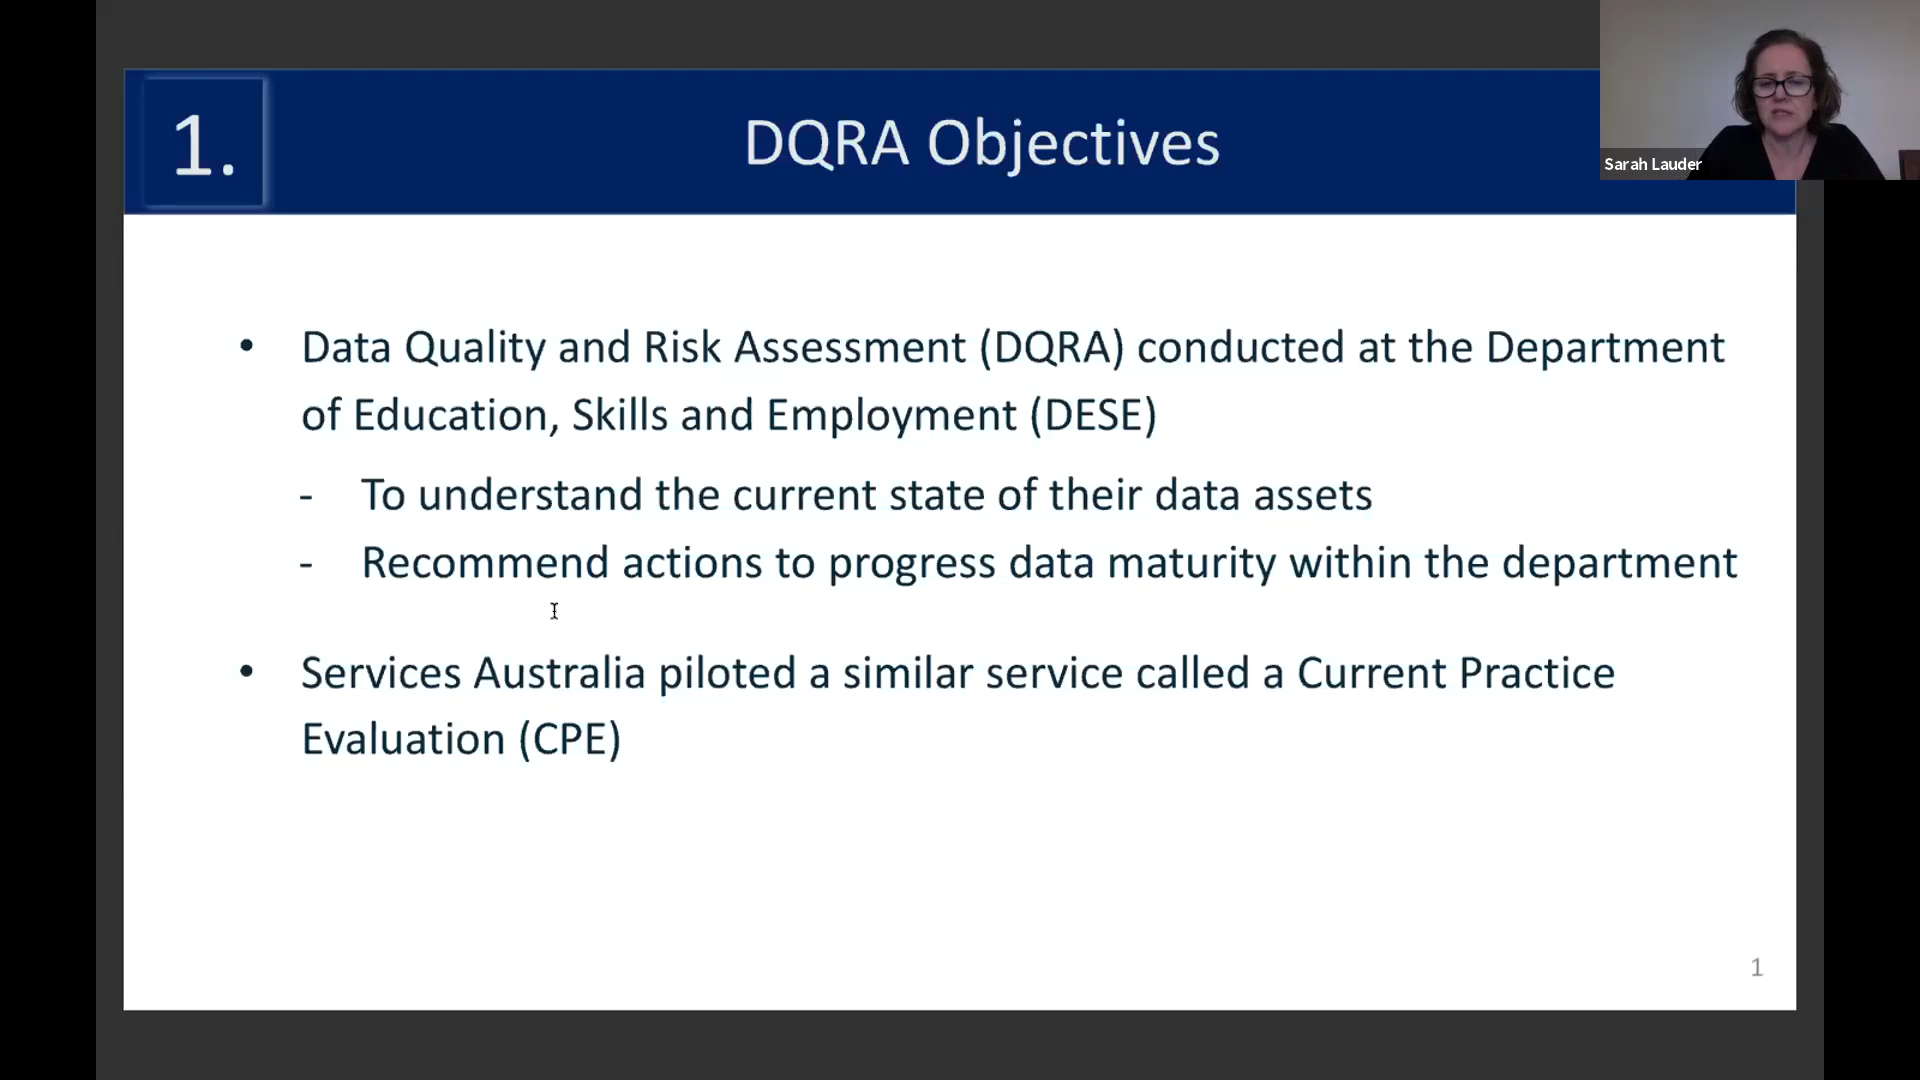 1.
DQRA Objectives
Sarah Lauder
• Data Quality and Risk Assessment (DQRA) conducted at the Department
of Education, Skills and Employment (DESE)
- To understand the current state of their data assets
- Recommend actions to progress data maturity within the department
• Services Australia piloted a similar service called a Current Practice
Evaluation (CPE)
1